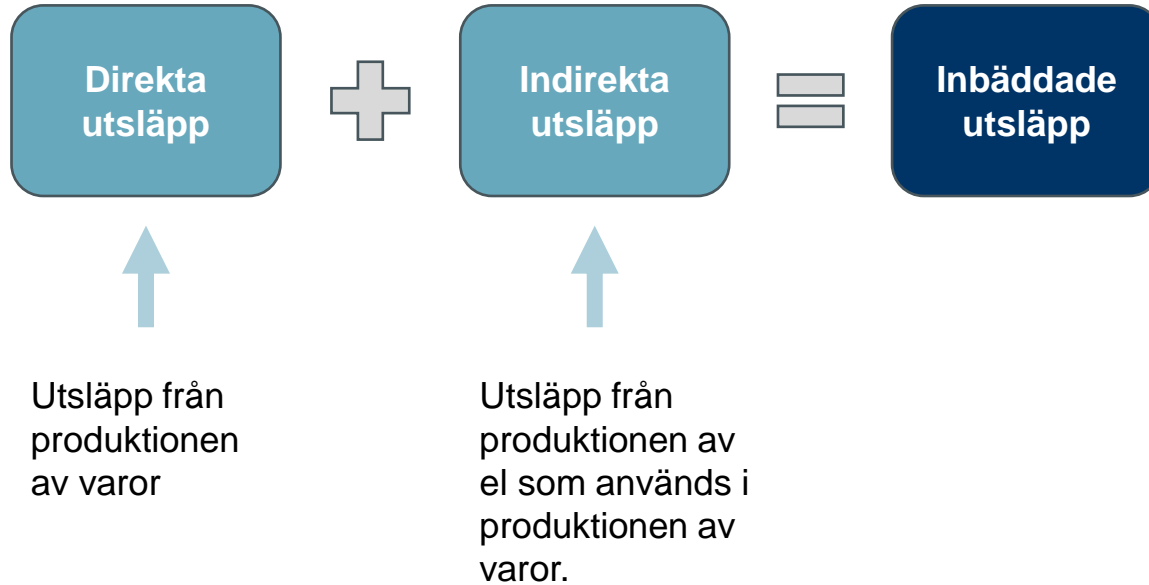 Direkta
utsläpp
Indirekta
utsläpp
Inbäddade
utsläpp
Utsläpp från
produktionen
av varor
Utsläpp från
produktionen av
el som används i
produktionen av
varor.